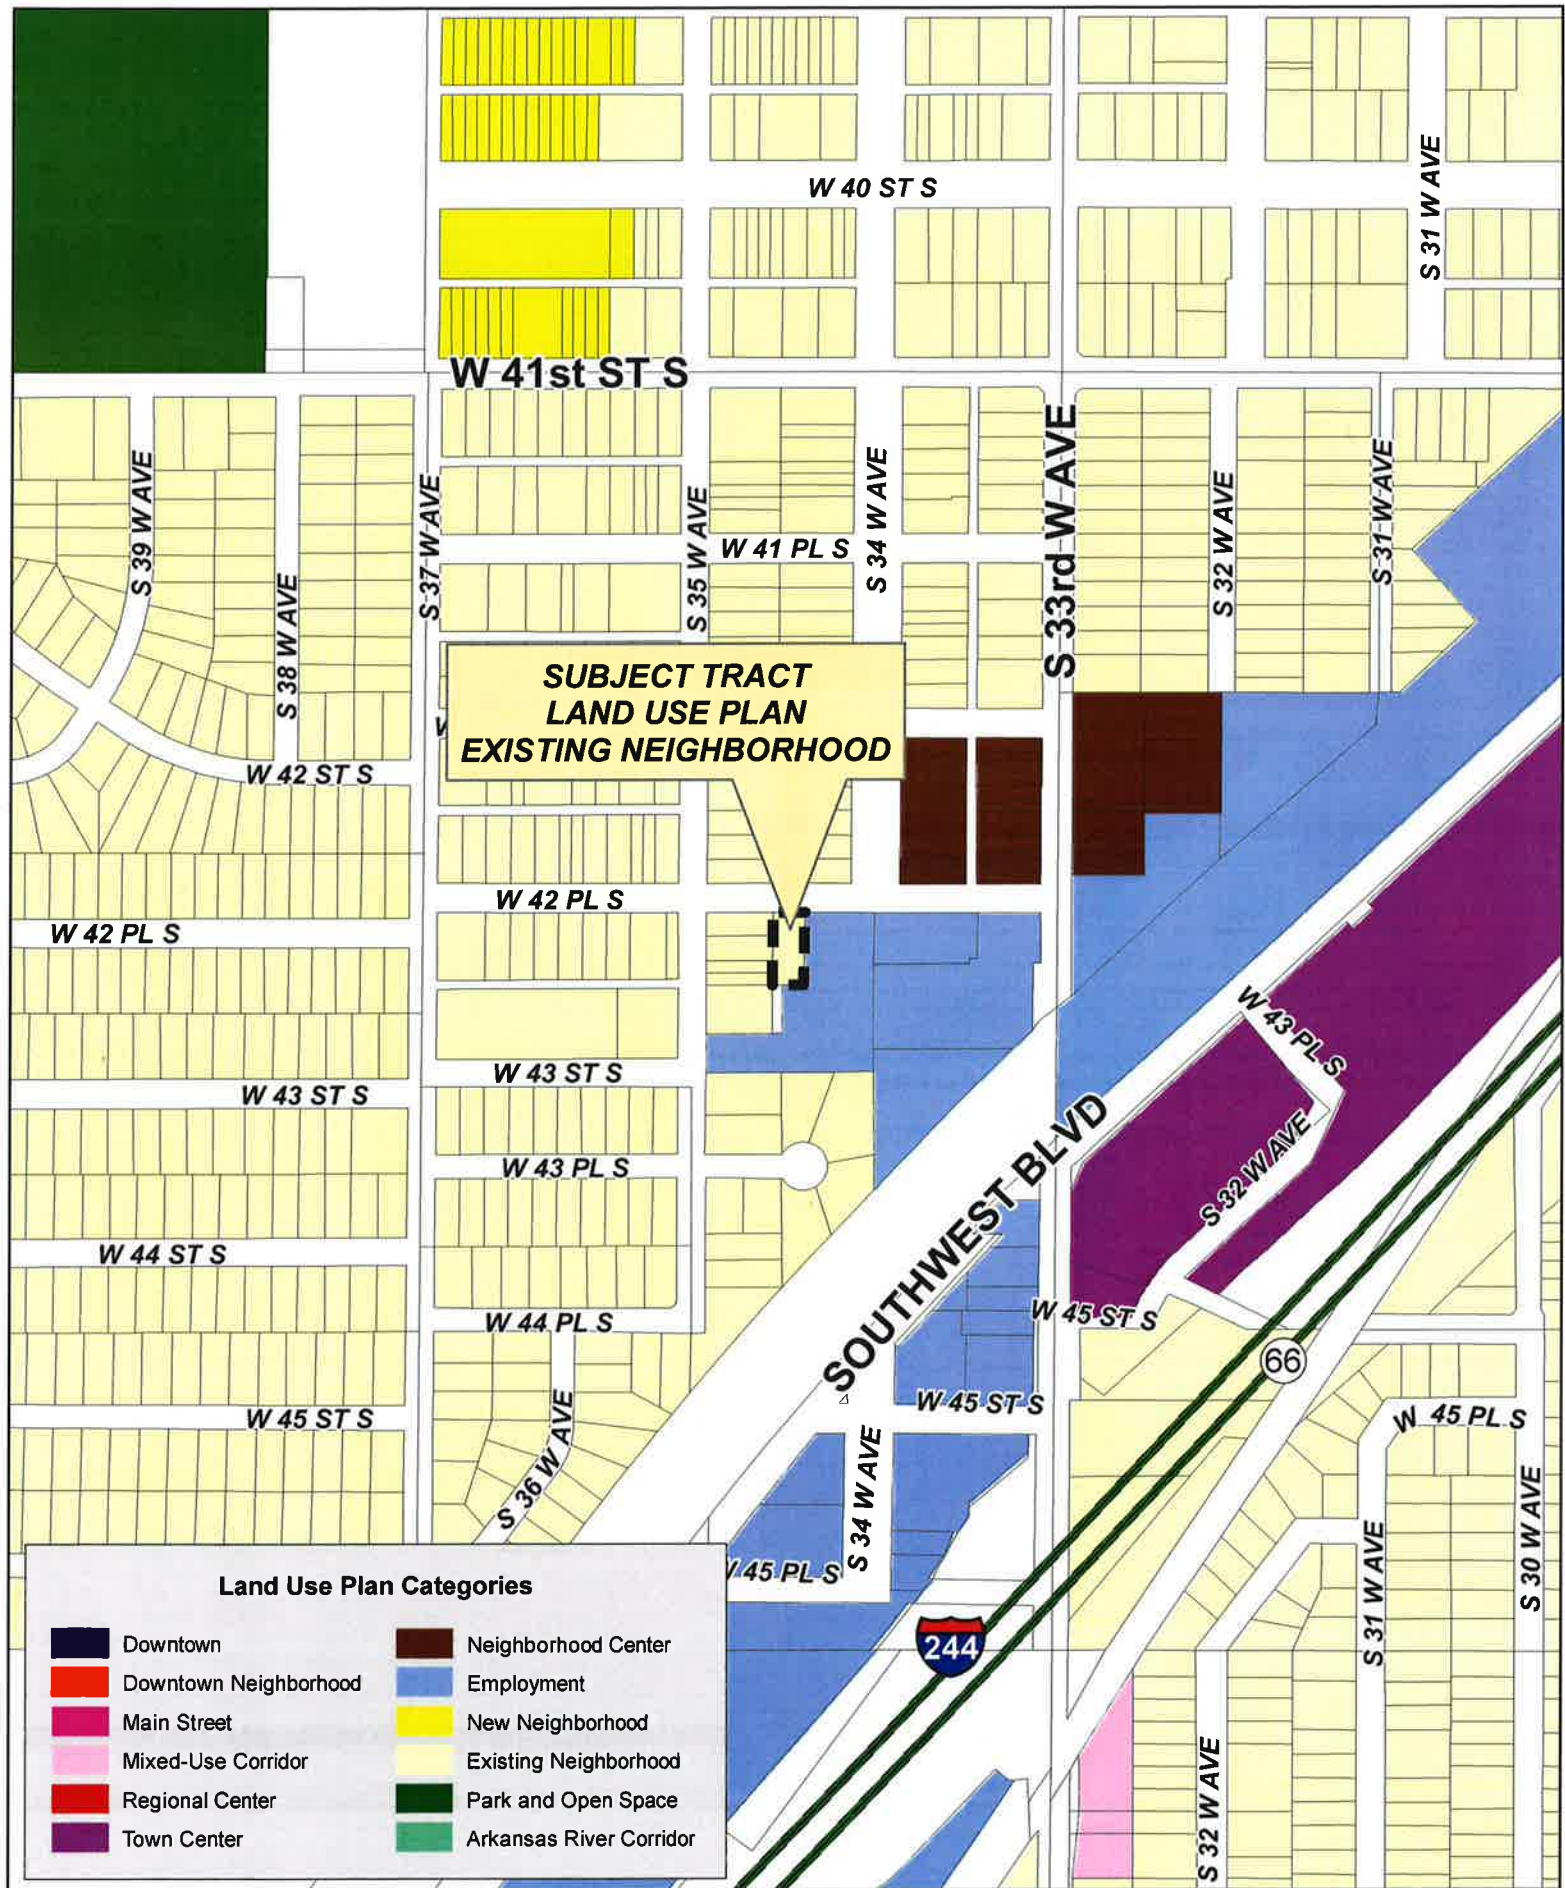 W 40 ST S
S 31 W AVE
W 41st ST S
S 39 W AVE
S 38 W AVE
S 37 W AVE
S 35 W AVE
W 41 PL S
S 34 W AVE
S 33rd W AVE
S 32 W AVE
S 31 W AVE
SUBJECT TRACT
LAND USE PLAN
EXISTING NEIGHBORHOOD
W 42 ST S
W 42 PL S
W 42 PL S
W 43 ST S
W 43 ST S
W 43 PL S
W 43 PL S
S 32 W AVE
SOUTHWEST BLVD
W 44 ST S
W 44 PL S
W 45 ST S
66
W 45 ST S
W 45 ST S
W 45 PL S
S 36 W AVE
S 34 W AVE
45 PL S
S 31 W AVE
S 30 W AVE
244
S 32 W AVE
Land Use Plan Categories
Downtown
Downtown Neighborhood
Main Street
Mixed-Use Corridor
Regional Center
Town Center
Neighborhood Center
Employment
New Neighborhood
Existing Neighborhood
Park and Open Space
Arkansas River Corridor